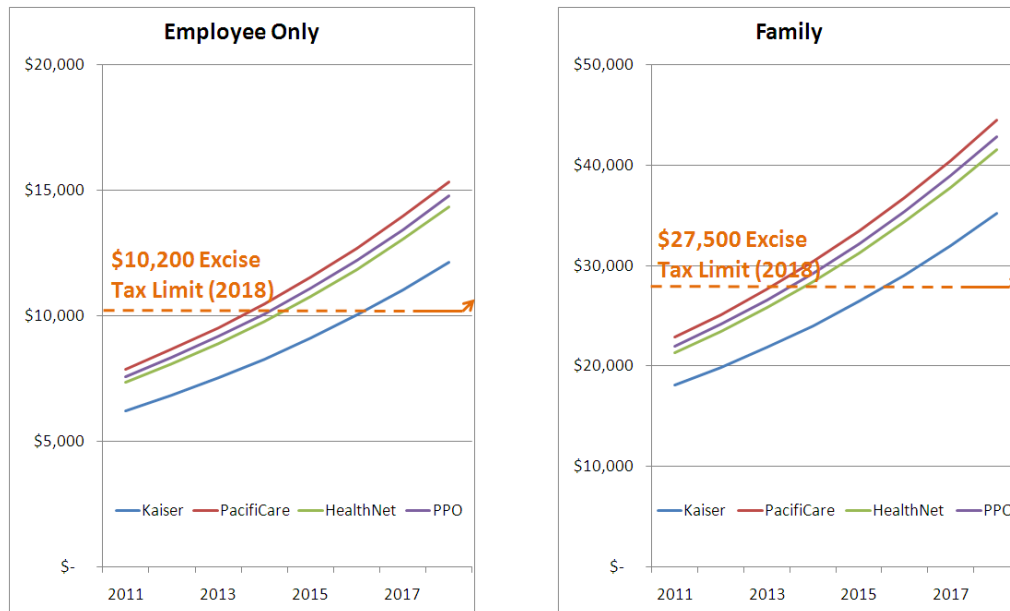 Employee Only
$20,000
$15,000
$10,200 Excise
Tax Limit (2018)
$10,000
$5,000
Kaiser PacifiCare HealthNet PPO
$-
2011 2013 2015 2017
Family
$50,000
$40,000
$27,500 Excise
Tax Limit (2018)
$30,000
$20,000
$10,000
Kaiser PacifiCare HealthNet PPO
$-
2011 2013 2015 2017